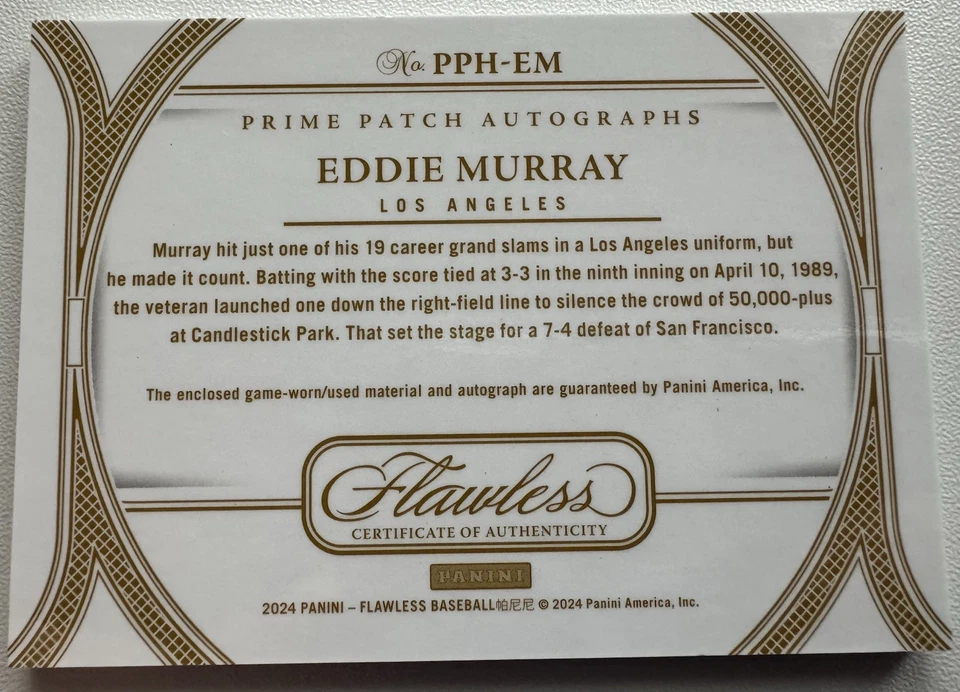 No. PPH-EM
PRIME PATCH AUTOGRAPHS
EDDIE MURRAY
LOS ANGELES
Murray hit just one of his 19 career grand slams in a Los Angeles uniform, but
he made it count. Batting with the score tied at 3-3 in the ninth inning on April 10, 1989,
the veteran launched one down the right-field line to silence the crowd of 50,000-plus
at Candlestick Park. That set the stage for a 7-4 defeat of San Francisco.
The enclosed game-worn/used material and autograph are guaranteed by Panini America, Inc.
Flawless
CERTIFICATE OF AUTHENTICITY
PANINI
2024 PANINI – FLAWLESS BASEBALL帕尼尼 © 2024 Panini America, Inc.